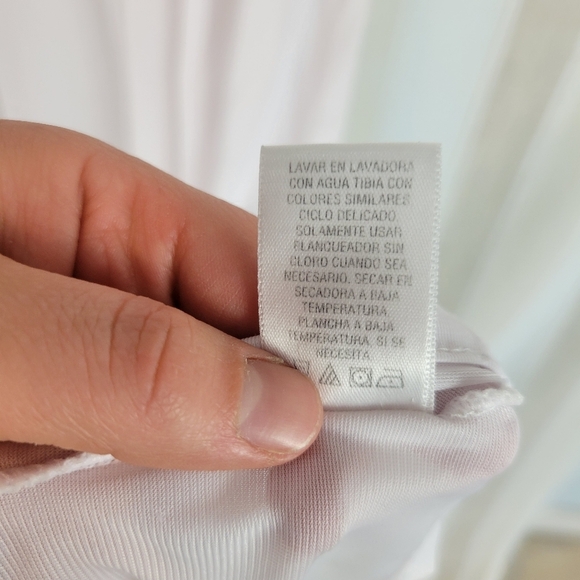 LAVAR EN LAVADORA
CON AGUA TIBIA CON
COLORES SIMILARES.
CICLO DELICADO.
SOLAMENTE USAR
BLANQUEADOR SIN
CLORO CUANDO SEA
NECESARIO. SECAR EN
SECADORA A BAJA
TEMPERATURA.
PLANCHA A BAJA
TEMPERATURA, SI SE
NECESITA